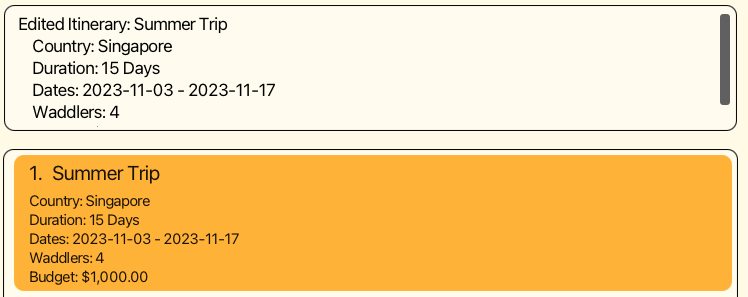 Edited Itinerary: Summer Trip
Country: Singapore
Duration: 15 Days
Dates: 2023-11-03 - 2023-11-17
Waddlers: 4
1. Summer Trip
Country: Singapore
Duration: 15 Days
Dates: 2023-11-03 - 2023-11-17
Waddlers: 4
Budget: $1,000.00